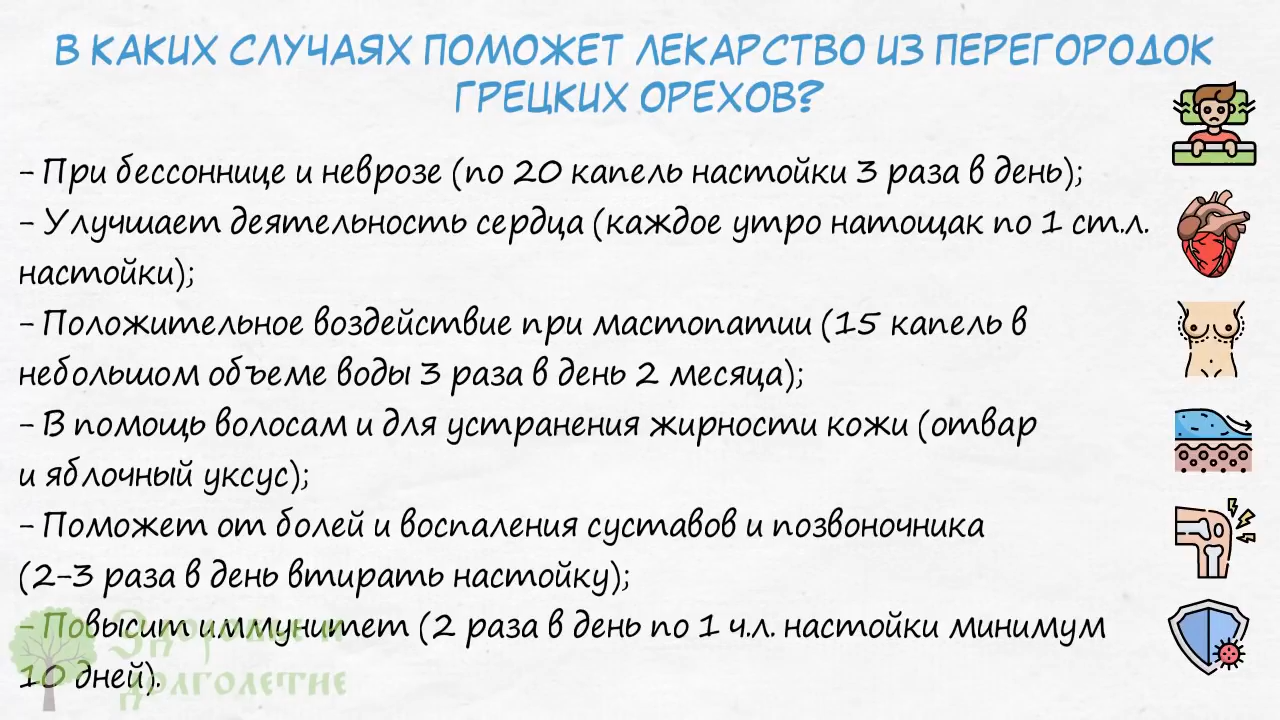 В КАКИХ СЛУЧАЯХ ПОМОЖЕТ ЛЕКАРСТВО ИЗ ПЕРЕГОРОДОК
ГРЕЦКИХ ОРЕХОВ?
- При бессоннице и неврозе (по 20 капель настойки 3 раза в день);
- Улучшает деятельность сердца (каждое утро натощак по 1 ст.л.
настойки);
- Положительное воздействие при мастопатии (15 капель в
небольшом объеме воды 3 раза в день 2 месяца);
- В помощь волосам и для устранения жирности кожи (отвар
и яблочный уксус);
- Поможет от болей и воспаления суставов и позвоночника
(2-3 раза в день втирать настойку);
- Повысит иммунитет (2 раза в день по 1 ч.л. настойки минимум
10 дней).
Здоровье и
долголетие